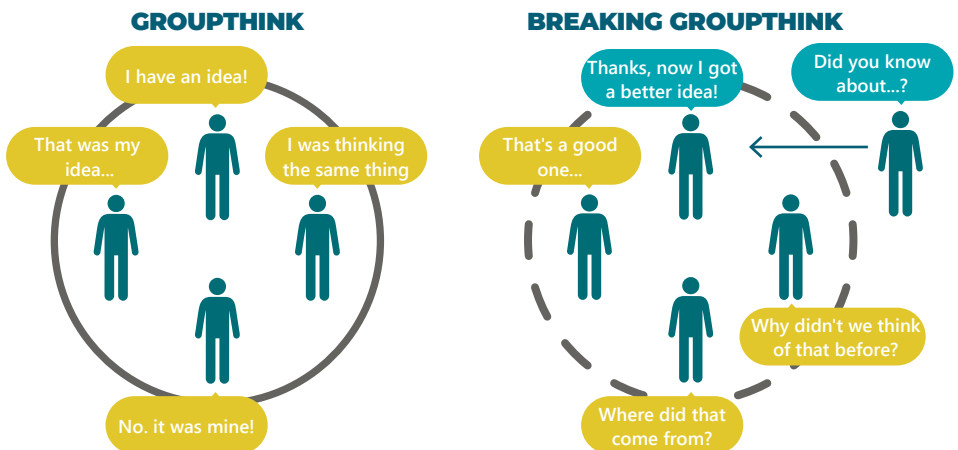 GROUPTHINK
I have an idea!
That was my
idea...
I was thinking
the same thing
No. it was mine!
BREAKING GROUPTHINK
Thanks, now I got
a better idea!
Did you know
about...?
That's a good
one...
Why didn't we think
of that before?
Where did that
come from?